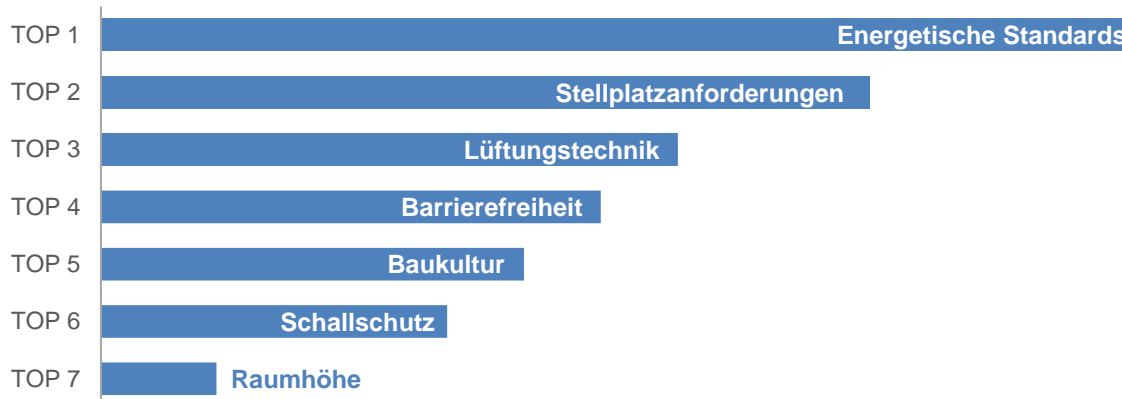 TOP 1 Energetische Standards
TOP 2 Stellplatzanforderungen
TOP 3 Lüftungstechnik
TOP 4 Barrierefreiheit
TOP 5 Baukultur
TOP 6 Schallschutz
TOP 7 Raumhöhe